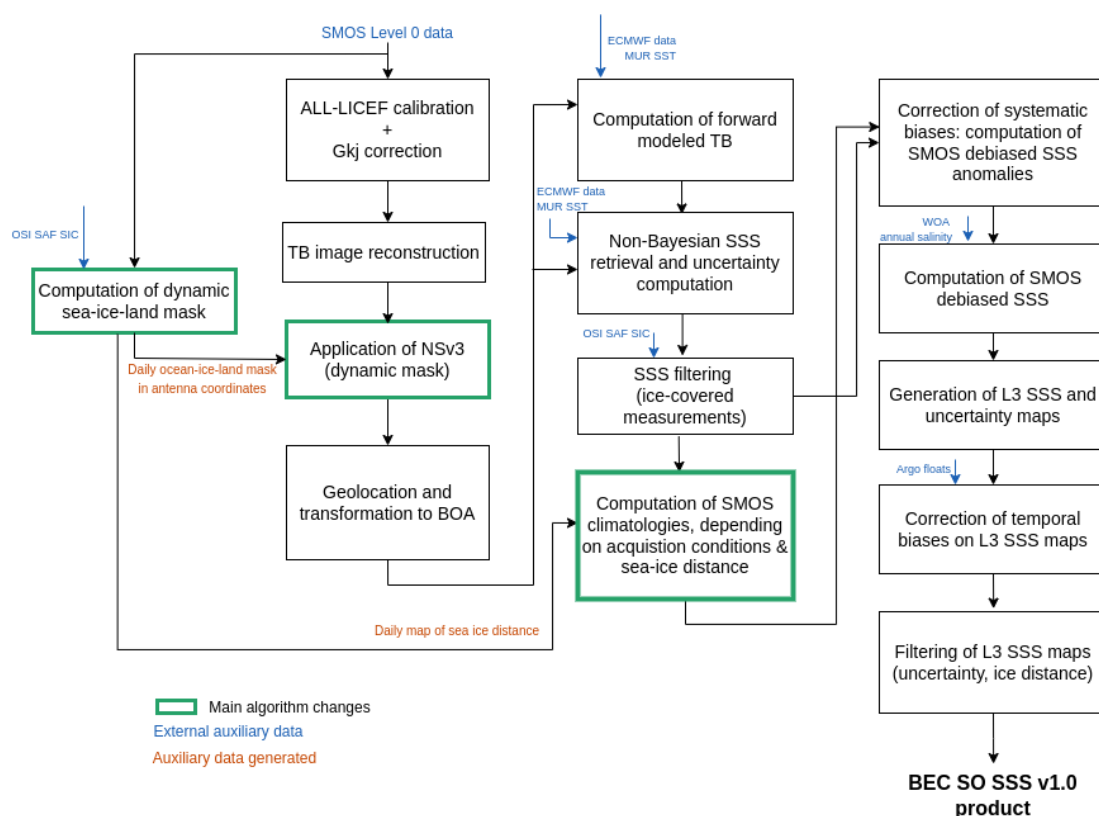 SMOS Level 0 data
ALL-LICEF calibration
+
Gkj correction
TB image reconstruction
OSI SAF SIC
Computation of dynamic
sea-ice-land mask
Daily ocean-ice-land mask
in antenna coordinates
Application of NSv3
(dynamic mask)
Geolocation and
transformation to BOA
Daily map of sea ice distance
ECMWF data
MUR SST
Computation of forward
modeled TB
ECMWF data
MUR SST
Non-Bayesian SSS
retrieval and uncertainty
computation
OSI SAF SIC
SSS filtering
(ice-covered
measurements)
Computation of SMOS
climatologies, depending
on acquistion conditions &
sea-ice distance
Correction of systematic
biases: computation of
SMOS debiased SSS
anomalies
WOA
annual salinity
Computation of SMOS
debiased SSS
Generation of L3 SSS and
uncertainty maps
Argo floats
Correction of temporal
biases on L3 SSS maps
Filtering of L3 SSS maps
(uncertainty, ice distance)
BEC SO SSS v1.0
product
Main algorithm changes
External auxiliary data
Auxiliary data generated